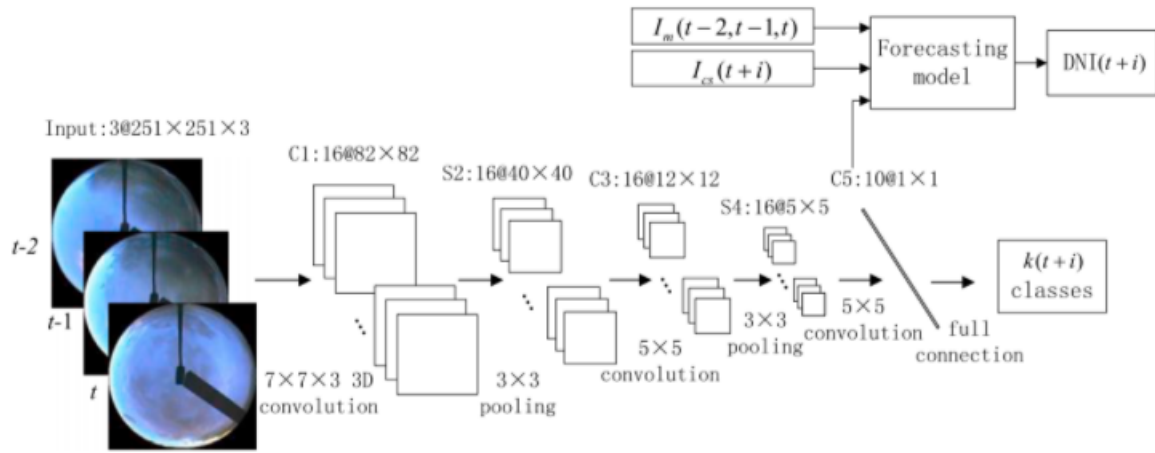 I_m(t−2,t−1,t)
I_cs(t+i)
Forecasting
model
DNI(t+i)
Input:3@251×251×3
C1:16@82×82
S2:16@40×40
C3:16@12×12
S4:16@5×5
C5:10@1×1
t-2
t-1
t
7×7×3 3D
convolution
3×3
pooling
5×5
convolution
3×3
pooling
5×5
convolution
full
connection
k(t+i)
classes